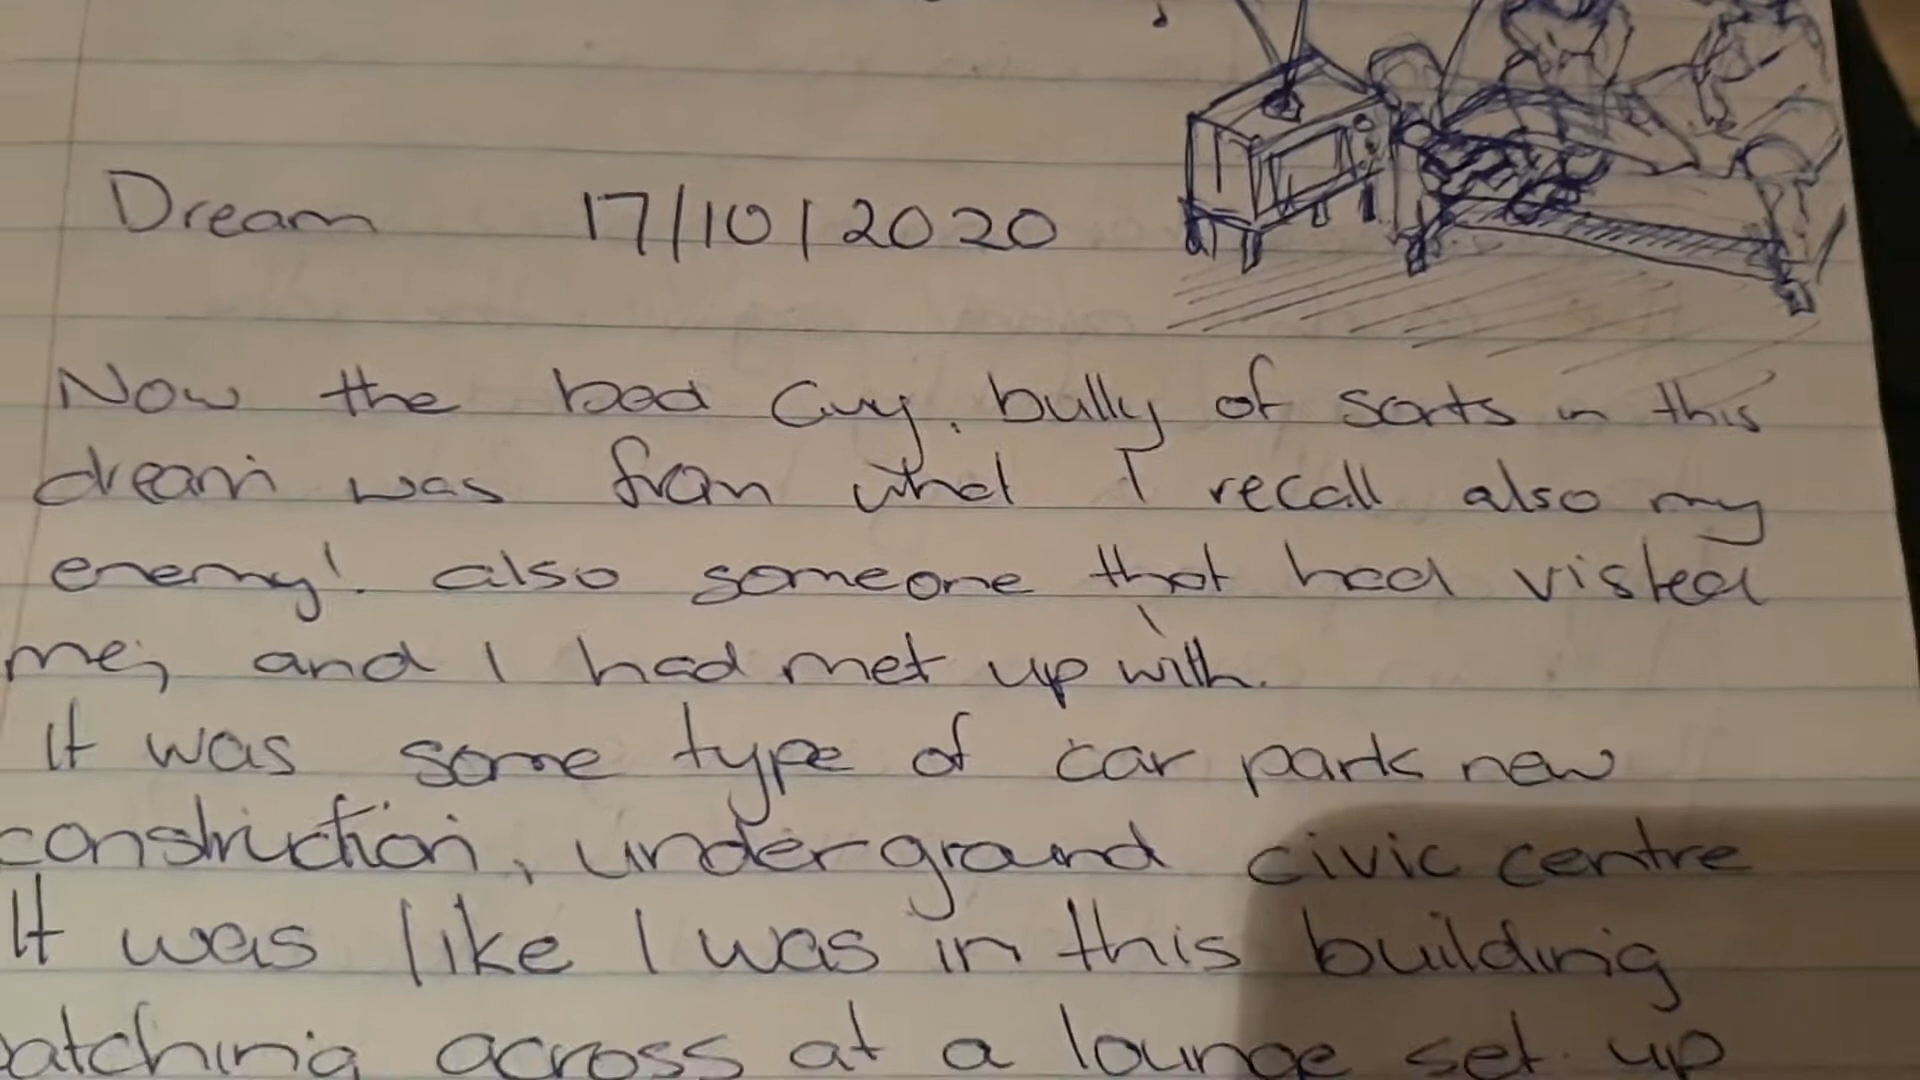 Dream 17/10/2020
Now the bad Guy, bully of sorts in this
dream was from what I recall also my
enemy! also someone that had visted
me, and I had met up with.
It was some type of car park new
construction, underground civic centre
It was like I was in this building
atching across at a lounge set up